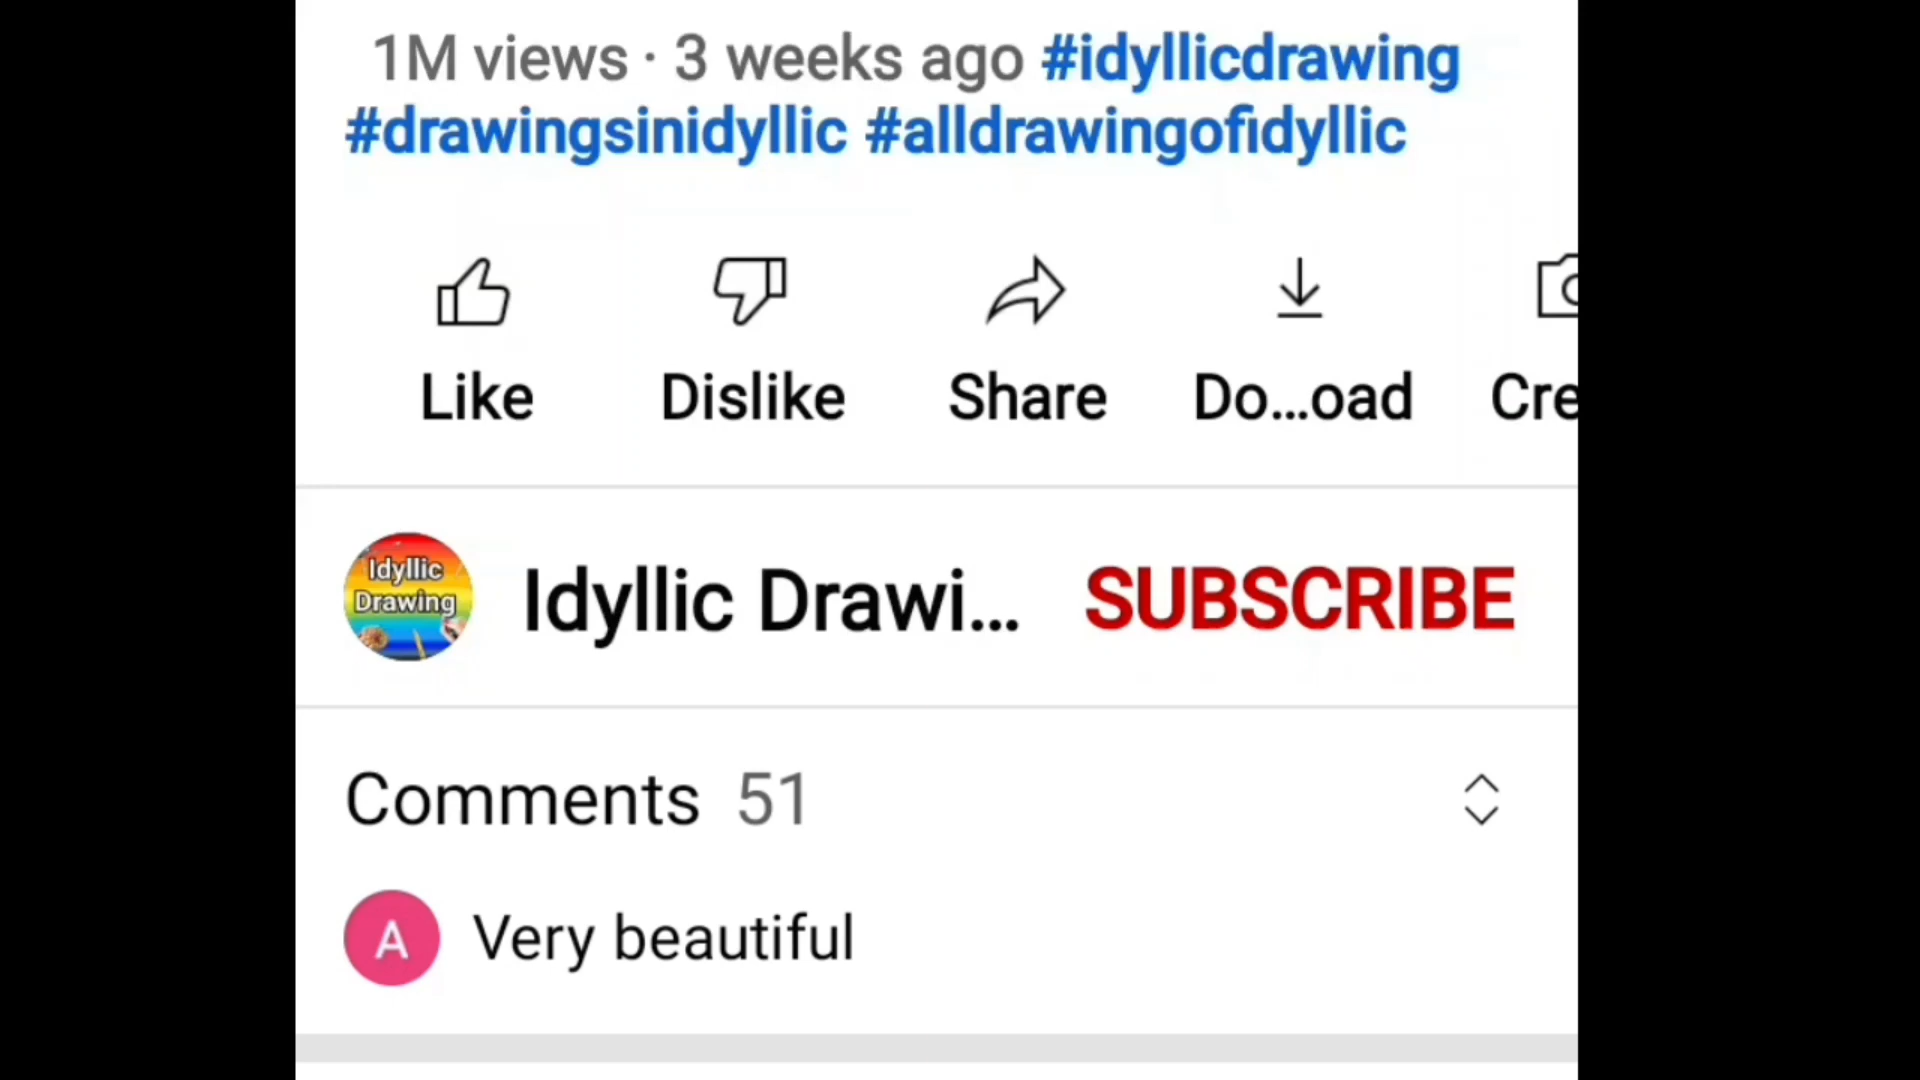 1M views · 3 weeks ago #idyllicdrawing
#drawingsinidyllic #alldrawingofidyllic
Like Dislike Share Do...oad Cre
Idyllic
Drawing
Idyllic Drawi... SUBSCRIBE
Comments 51
A Very beautiful